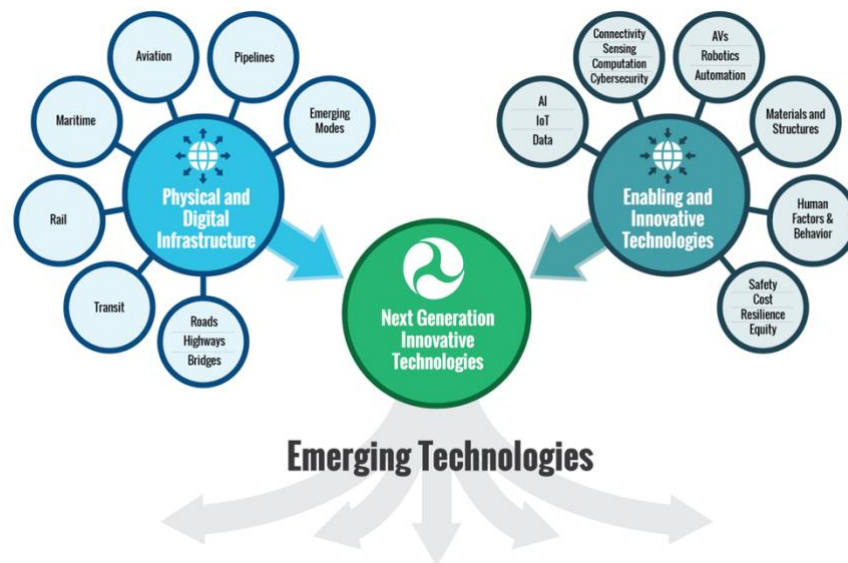 Aviation
Pipelines
Maritime
Emerging
Modes
Physical and
Digital
Infrastructure
Rail
Transit
Roads
Highways
Bridges
Connectivity
Sensing
Computation
Cybersecurity
AVs
Robotics
Automation
AI
IoT
Data
Materials and
Structures
Enabling and
Innovative
Technologies
Human
Factors &
Behavior
Safety
Cost
Resilience
Equity
Next Generation
Innovative
Technologies
Emerging Technologies